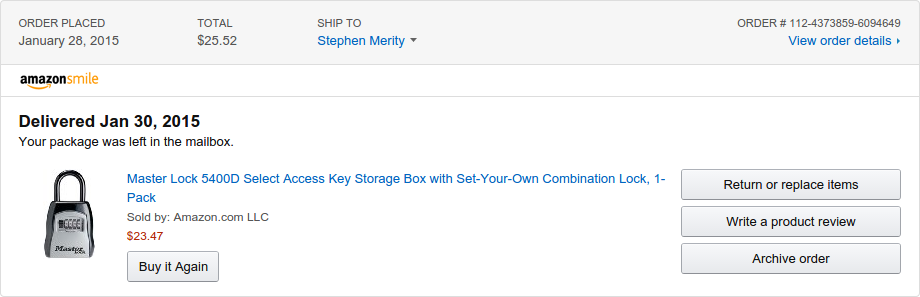 ORDER PLACED
January 28, 2015
TOTAL
$25.52
SHIP TO
Stephen Merity
ORDER # 112-4373859-6094649
View order details
amazonsmile
Delivered Jan 30, 2015
Your package was left in the mailbox.
Master Lock 5400D Select Access Key Storage Box with Set-Your-Own Combination Lock, 1-
Pack
Sold by: Amazon.com LLC
$23.47
Buy it Again
Return or replace items
Write a product review
Archive order
Master